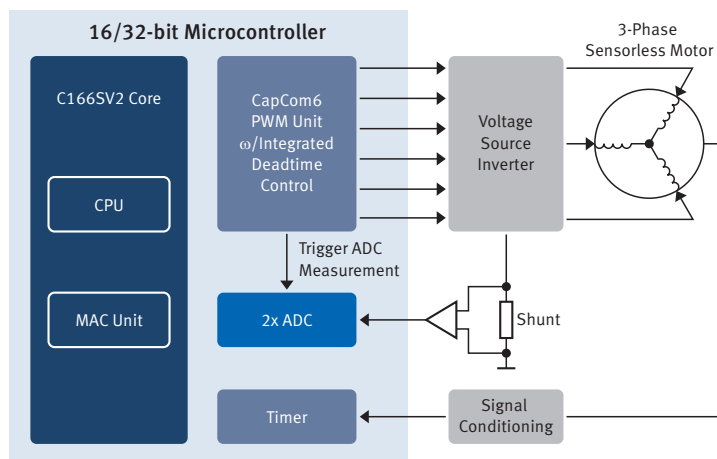 16/32-bit Microcontroller
3-Phase
Sensorless Motor
C166SV2 Core
CPU
MAC Unit
CapCom6
PWM Unit
ω/Integrated
Deadtime
Control
Voltage
Source
Inverter
Trigger ADC
Measurement
2x ADC
Shunt
Timer
Signal
Conditioning